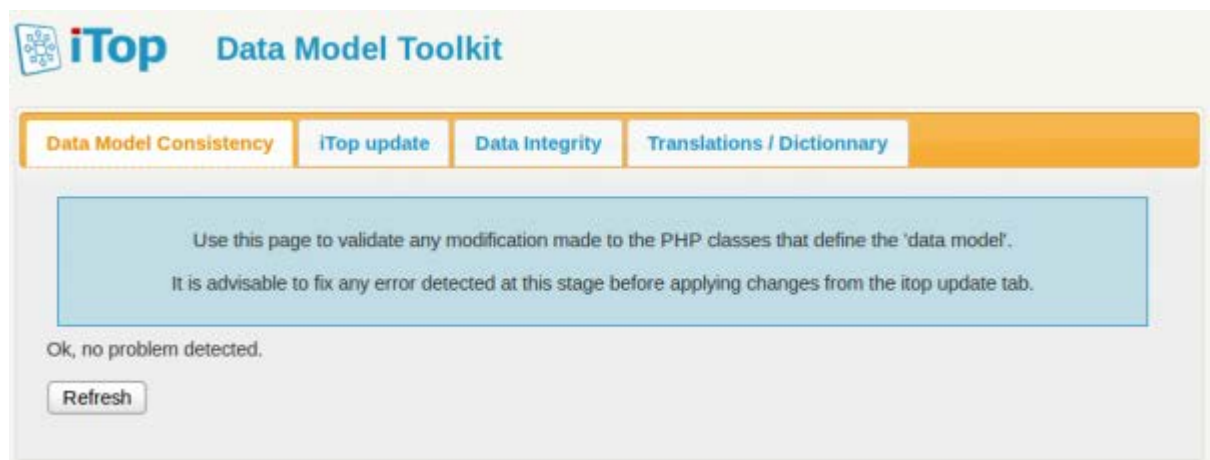 iTop Data Model Toolkit
Data Model Consistency iTop update Data Integrity Translations / Dictionnary
Use this page to validate any modification made to the PHP classes that define the 'data model'.
It is advisable to fix any error detected at this stage before applying changes from the itop update tab.
Ok, no problem detected.
Refresh